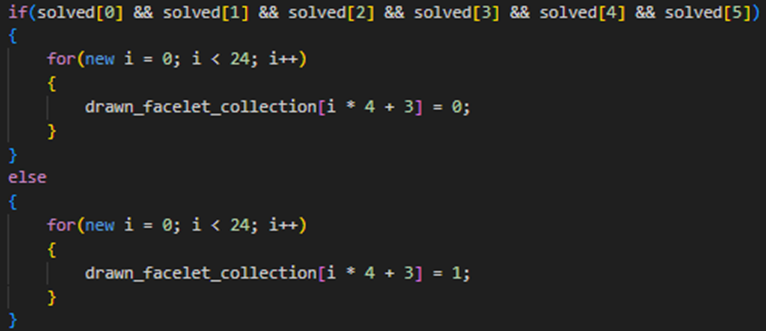 if(solved[0] && solved[1] && solved[2] && solved[3] && solved[4] && solved[5])
{
    for(new i = 0; i < 24; i++)
    {
        drawn_facelet_collection[i * 4 + 3] = 0;
    }
}
else
{
    for(new i = 0; i < 24; i++)
    {
        drawn_facelet_collection[i * 4 + 3] = 1;
    }
}